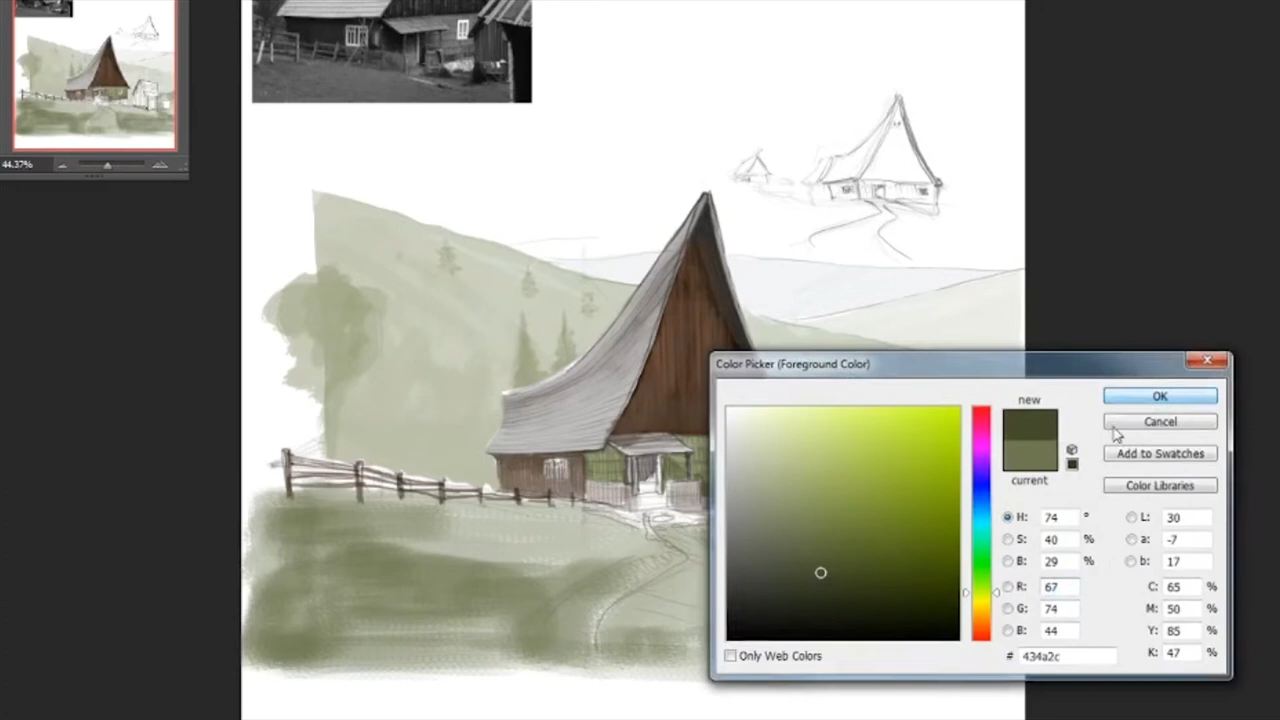 44.37%
Color Picker (Foreground Color)
new
OK
Cancel
Add to Swatches
current
Color Libraries
H: 74 °
L: 30
S: 40 %
a: -7
B: 29 %
b: 17
R: 67
C: 65 %
G: 74
M: 50 %
B: 44
Y: 85 %
Only Web Colors
# 434a2c
K: 47 %